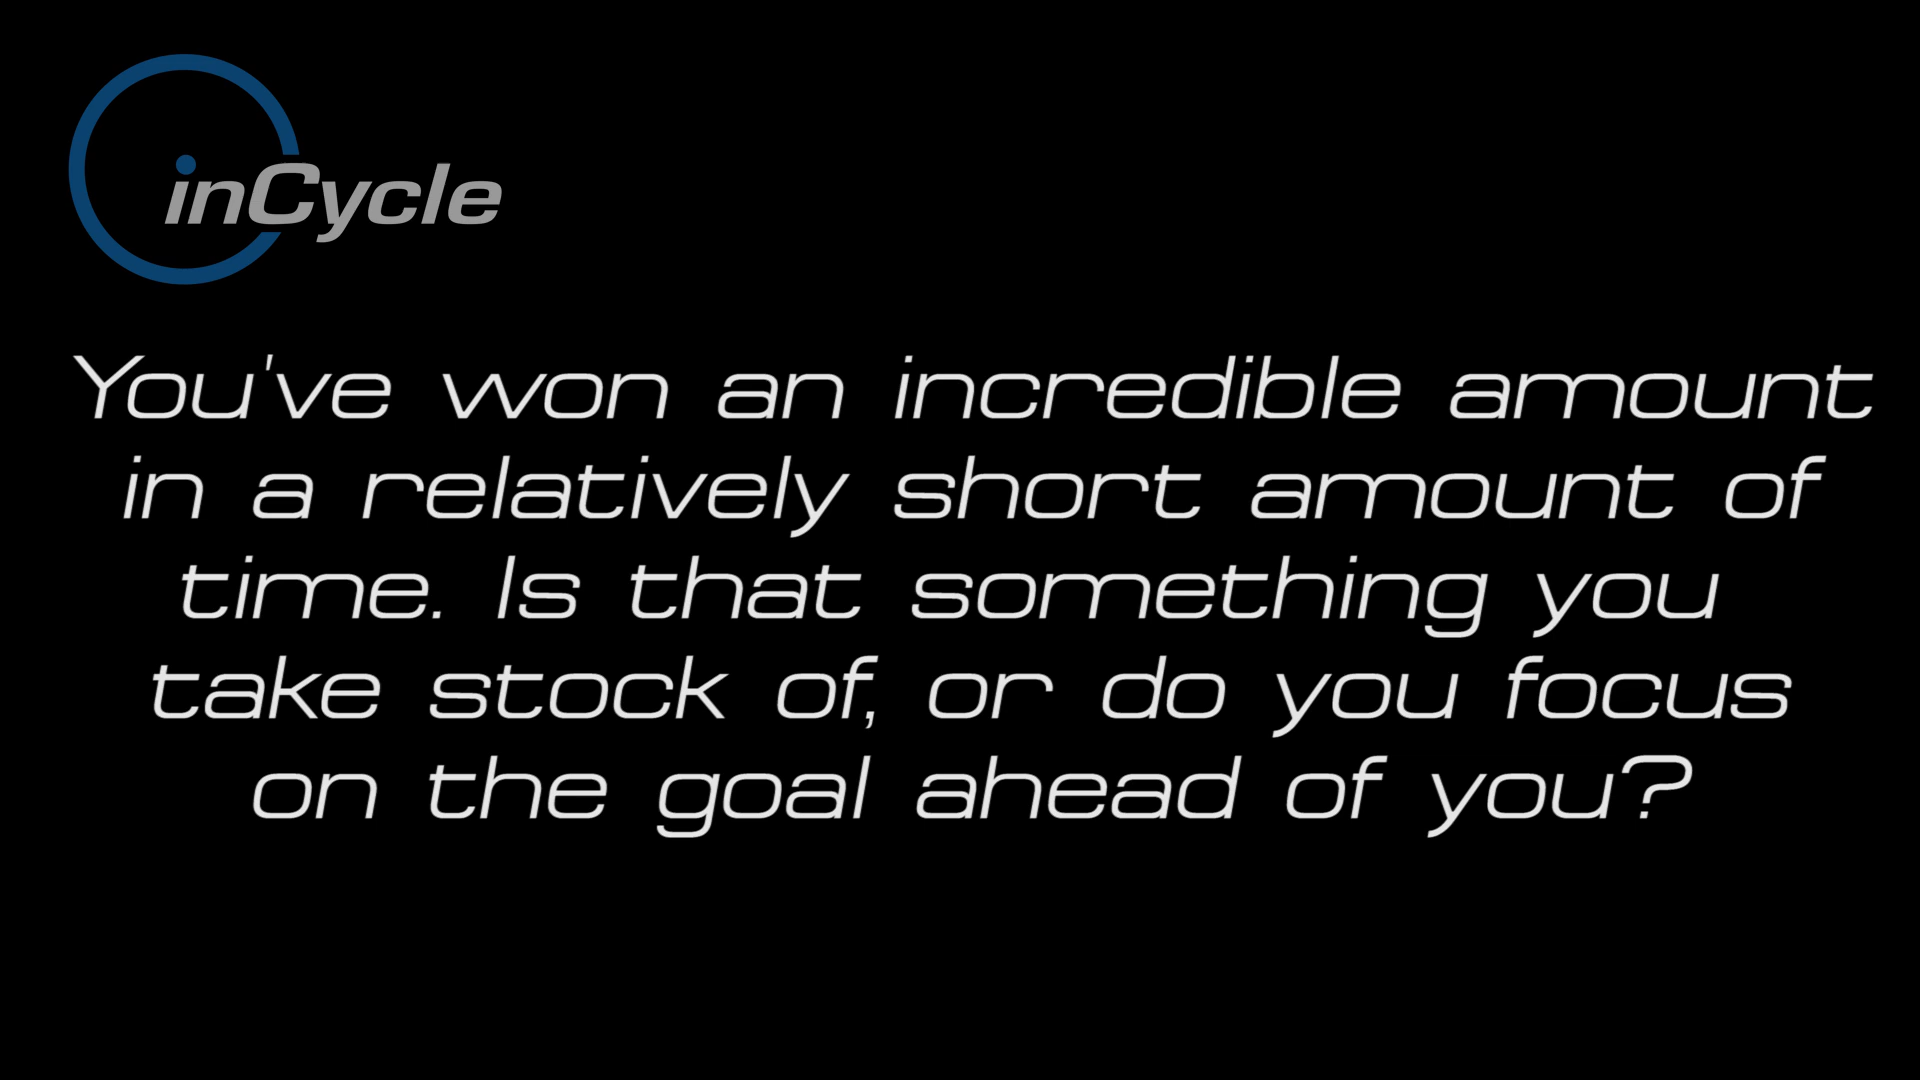 inCycle
You've won an incredible amount
in a relatively short amount of
time. Is that something you
take stock of, or do you focus
on the goal ahead of you?